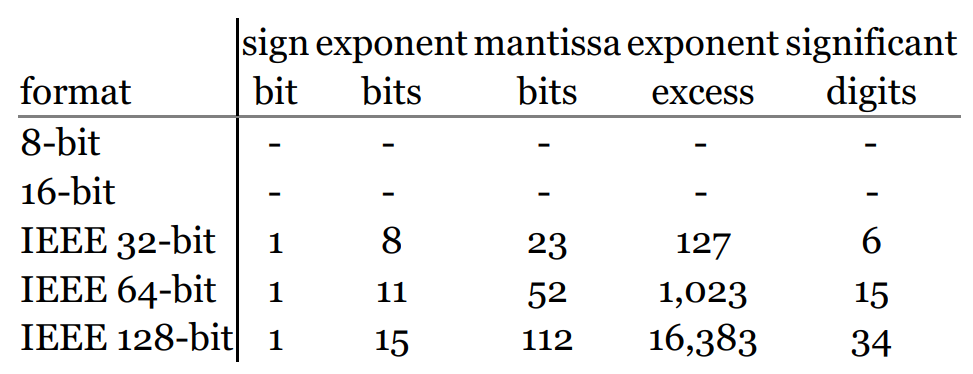 sign exponent mantissa exponent significant
format bit bits bits excess digits
8-bit - - - - -
16-bit - - - - -
IEEE 32-bit 1 8 23 127 6
IEEE 64-bit 1 11 52 1,023 15
IEEE 128-bit 1 15 112 16,383 34